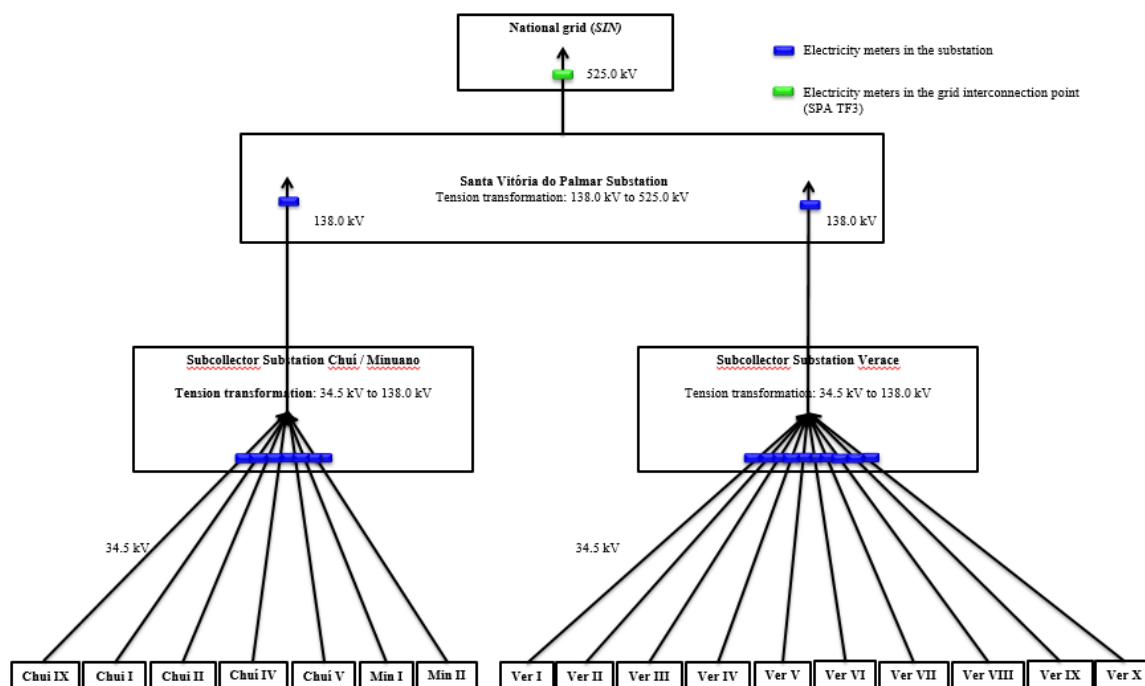 National grid (SIN)
525.0 kV
Electricity meters in the substation
Electricity meters in the grid interconnection point
(SPA TF3)
Santa Vitória do Palmar Substation
Tension transformation: 138.0 kV to 525.0 kV
138.0 kV
138.0 kV
Subcollector Substation Chuí / Minuano
Tension transformation: 34.5 kV to 138.0 kV
Subcollector Substation Verace
Tension transformation: 34.5 kV to 138.0 kV
34.5 kV
34.5 kV
Chui IX
Chui I
Chui II
Chuí IV
Chuí V
Min I
Min II
Ver I
Ver II
Ver III
Ver IV
Ver V
Ver VI
Ver VII
Ver VIII
Ver IX
Ver X